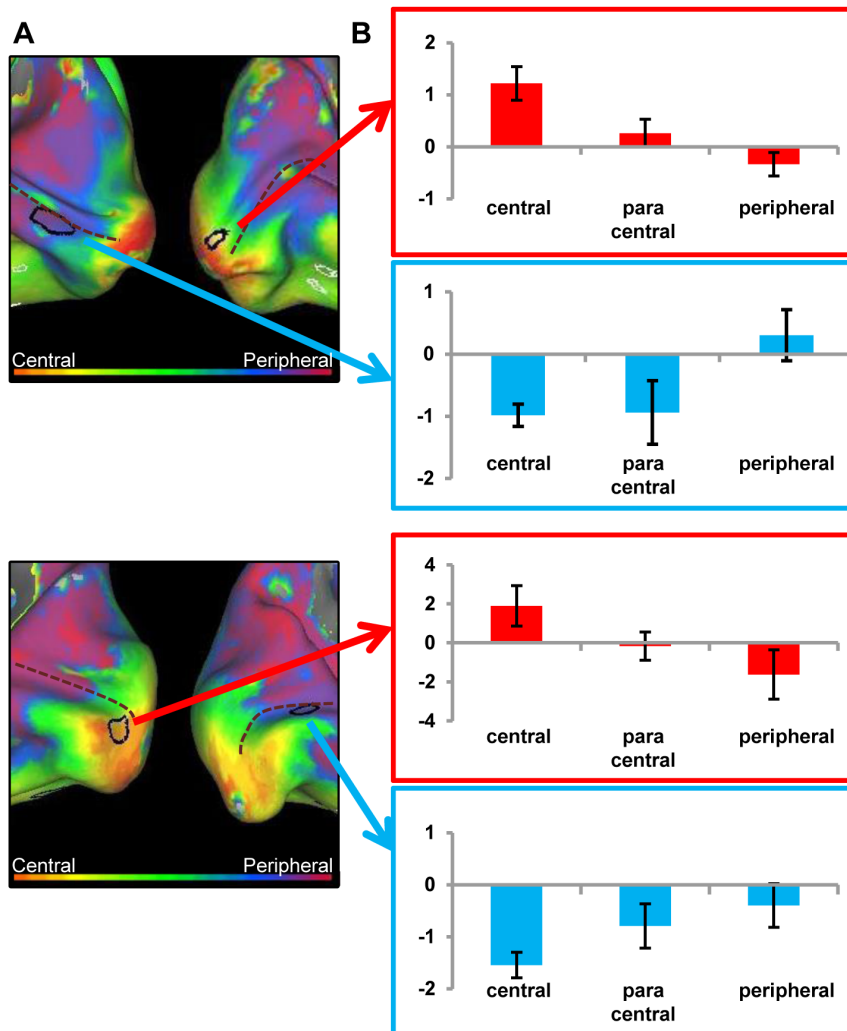 A
B
2
1
0
-1
central
para
central
peripheral
Central
Peripheral
1
0
-1
-2
central
para
central
peripheral
4
2
0
-2
-4
central
para
central
peripheral
Central
Peripheral
1
0
-1
-2
central
para
central
peripheral